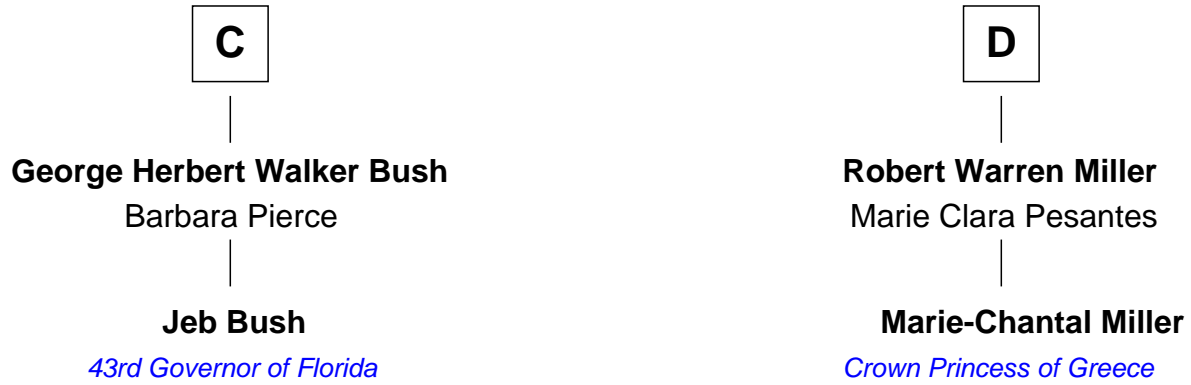 C
George Herbert Walker Bush
Barbara Pierce
Jeb Bush
43rd Governor of Florida
D
Robert Warren Miller
Marie Clara Pesantes
Marie-Chantal Miller
Crown Princess of Greece